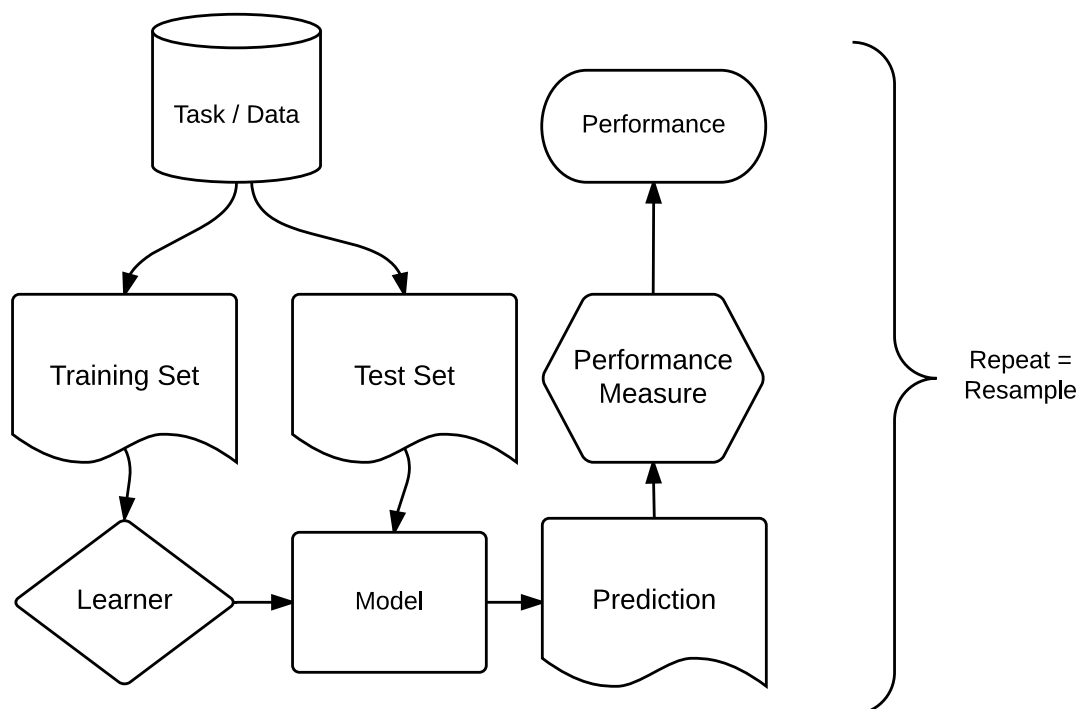 Task / Data
Performance
Training Set
Test Set
Performance
Measure
Repeat =
Resample
Learner
Model
Prediction